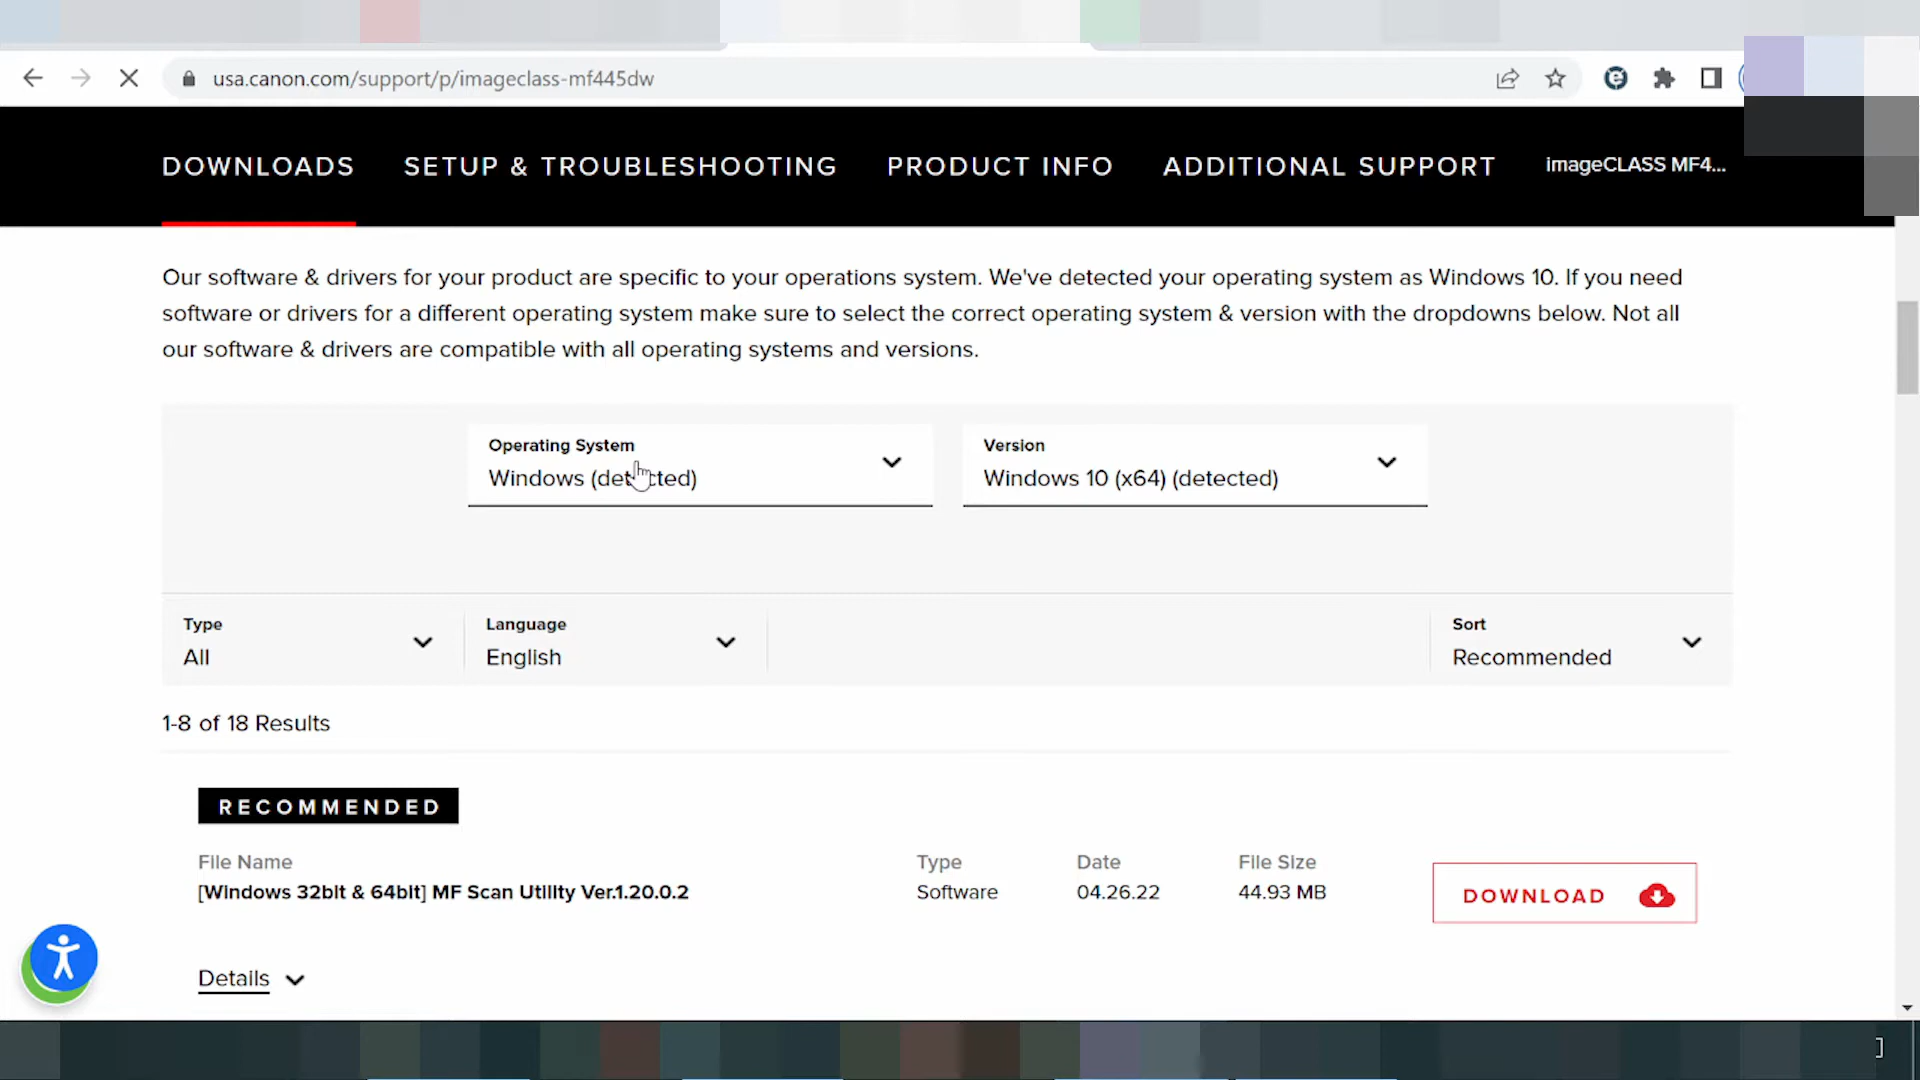 usa.canon.com/support/p/imageclass-mf445dw
DOWNLOADS SETUP & TROUBLESHOOTING PRODUCT INFO ADDITIONAL SUPPORT imageCLASS MF4...
Our software & drivers for your product are specific to your operations system. We've detected your operating system as Windows 10. If you need
software or drivers for a different operating system make sure to select the correct operating system & version with the dropdowns below. Not all
our software & drivers are compatible with all operating systems and versions.
Operating System Version
Windows (detected) Windows 10 (x64) (detected)
Type Language Sort
All English Recommended
1-8 of 18 Results
RECOMMENDED
File Name Type Date File Size
[Windows 32bit & 64bit] MF Scan Utility Ver.1.20.0.2 Software 04.26.22 44.93 MB
DOWNLOAD
Details